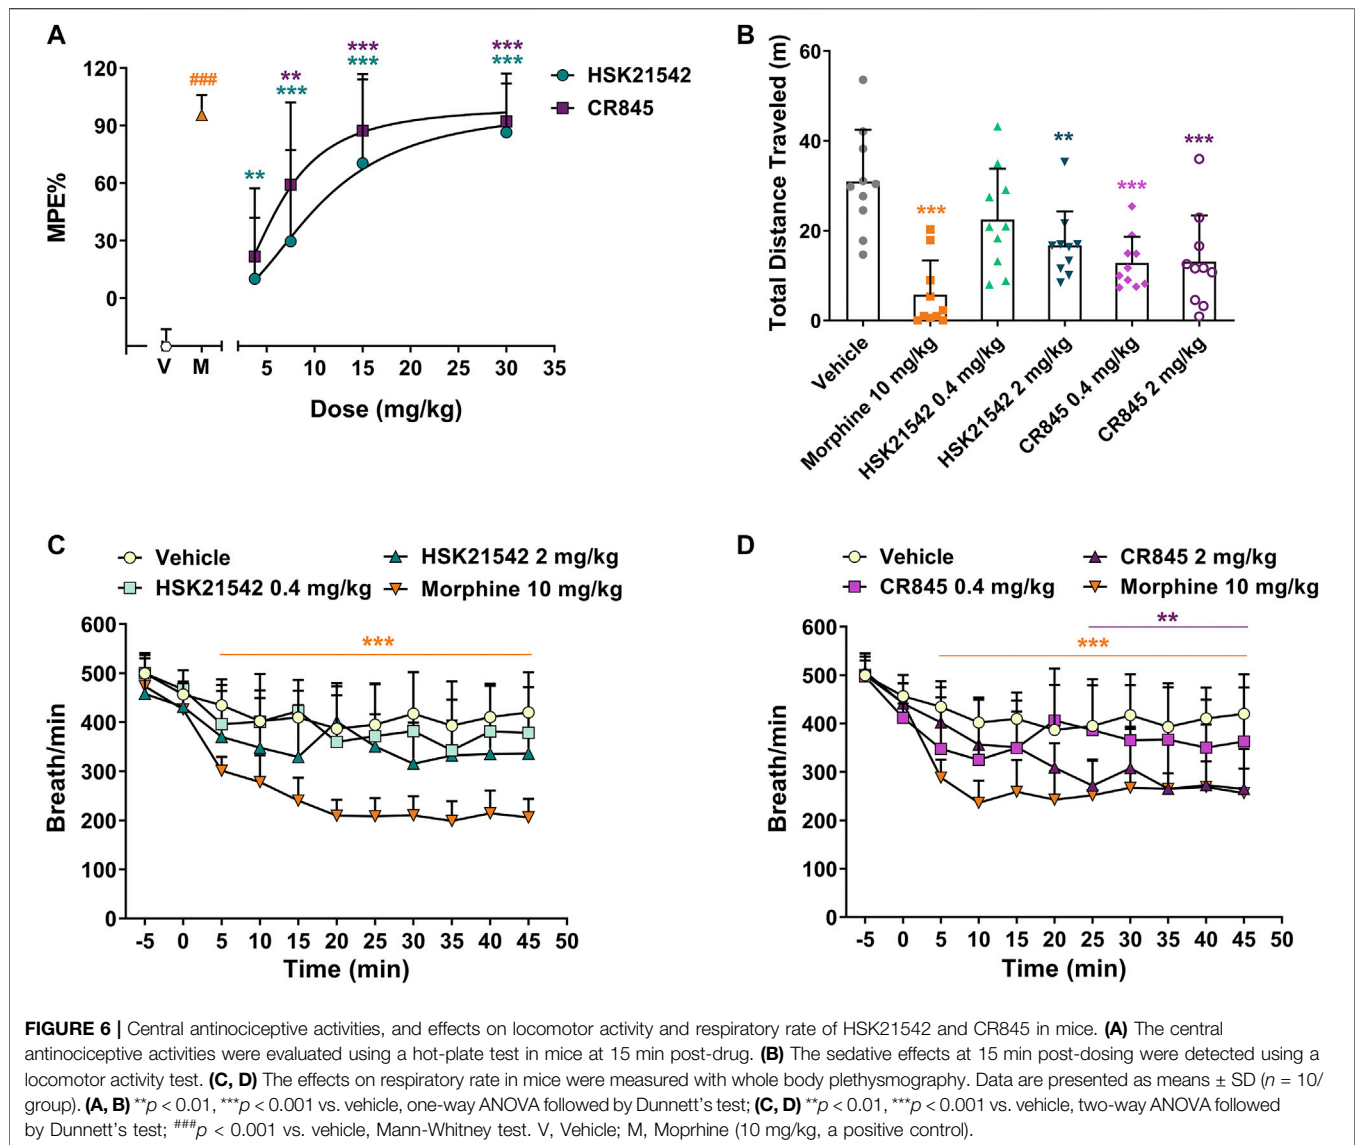 A
MPE%
120
90
60
30
0
###
**
**
***
***
***
***
***
HSK21542
CR845
V
M
5
10
15
20
25
30
35
Dose (mg/kg)
B
Total Distance Traveled (m)
60
40
20
0
***
**
***
***
Vehicle
Morphine 10 mg/kg
HSK21542 0.4 mg/kg
HSK21542 2 mg/kg
CR845 0.4 mg/kg
CR845 2 mg/kg
C
Vehicle
HSK21542 2 mg/kg
HSK21542 0.4 mg/kg
Morphine 10 mg/kg
Breath/min
600
500
400
300
200
100
0
***
-5
0
5
10
15
20
25
30
35
40
45
50
Time (min)
D
Vehicle
CR845 2 mg/kg
CR845 0.4 mg/kg
Morphine 10 mg/kg
Breath/min
600
500
400
300
200
100
0
**
***
-5
0
5
10
15
20
25
30
35
40
45
50
Time (min)
FIGURE 6 | Central antinociceptive activities, and effects on locomotor activity and respiratory rate of HSK21542 and CR845 in mice. (A) The central
antinociceptive activities were evaluated using a hot-plate test in mice at 15 min post-drug. (B) The sedative effects at 15 min post-dosing were detected using a
locomotor activity test. (C, D) The effects on respiratory rate in mice were measured with whole body plethysmography. Data are presented as means ± SD (n = 10/
group). (A, B) **p < 0.01, ***p < 0.001 vs. vehicle, one-way ANOVA followed by Dunnett's test; (C, D) **p < 0.01, ***p < 0.001 vs. vehicle, two-way ANOVA followed
by Dunnett's test; ###p < 0.001 vs. vehicle, Mann-Whitney test. V, Vehicle; M, Moprhine (10 mg/kg, a positive control).